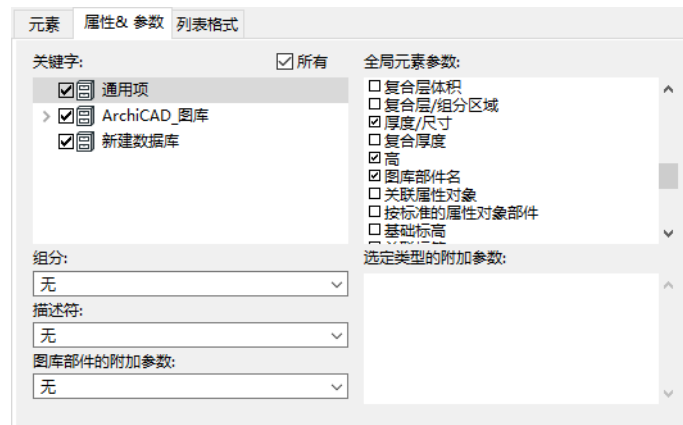 元素 属性& 参数 列表格式
关键字: 所有
通用项
ArchiCAD_图库
新建数据库
组分:
无
描述符:
无
图库部件的附加参数:
无
全局元素参数:
复合层体积
复合层/组分区域
厚度/尺寸
复合厚度
高
图库部件名
关联属性对象
按标准的属性对象部件
基础标高
选定类型的附加参数: